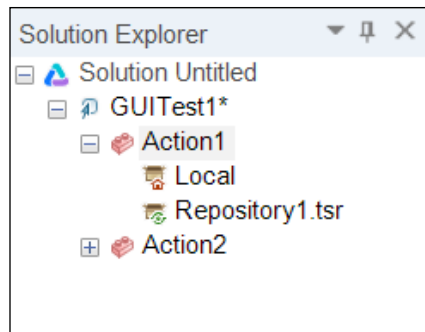 Solution Explorer
Solution Untitled
GUITest1*
Action1
Local
Repository1.tsr
Action2